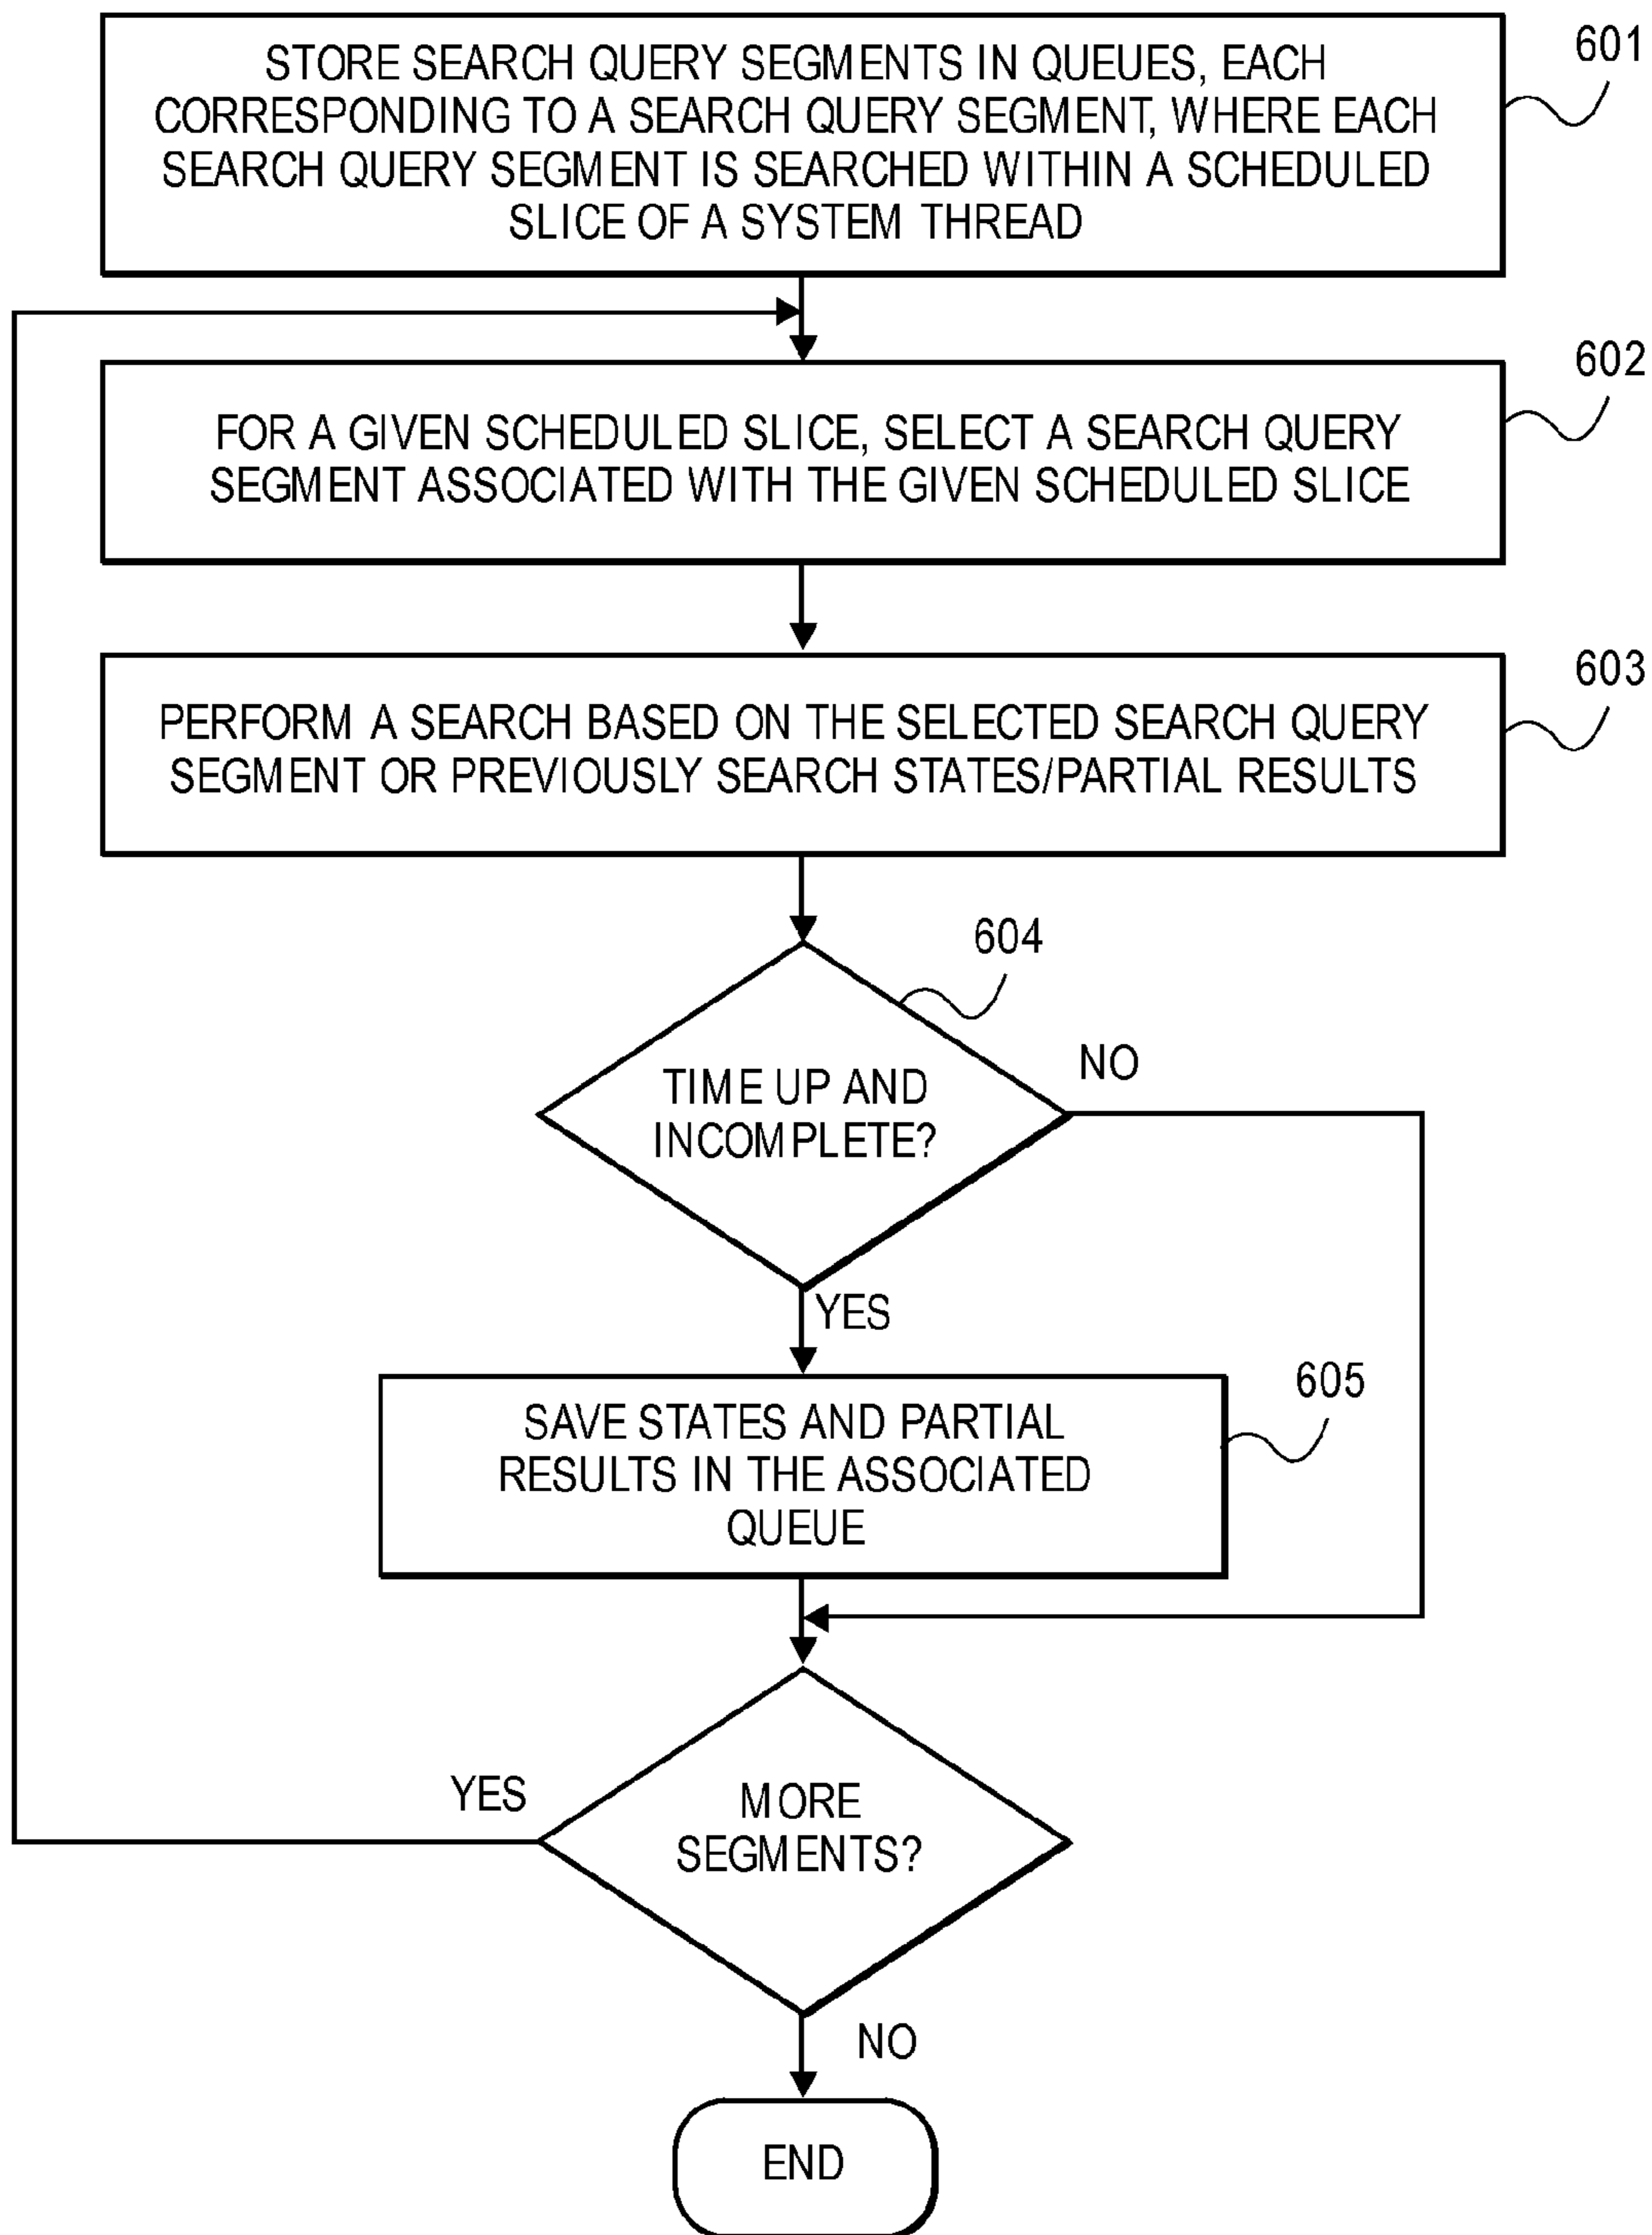 STORE SEARCH QUERY SEGMENTS IN QUEUES, EACH
CORRESPONDING TO A SEARCH QUERY SEGMENT, WHERE EACH
SEARCH QUERY SEGMENT IS SEARCHED WITHIN A SCHEDULED
SLICE OF A SYSTEM THREAD
601
FOR A GIVEN SCHEDULED SLICE, SELECT A SEARCH QUERY
SEGMENT ASSOCIATED WITH THE GIVEN SCHEDULED SLICE
602
PERFORM A SEARCH BASED ON THE SELECTED SEARCH QUERY
SEGMENT OR PREVIOUSLY SEARCH STATES/PARTIAL RESULTS
603
604
TIME UP AND
INCOMPLETE?
NO
YES
SAVE STATES AND PARTIAL
RESULTS IN THE ASSOCIATED
QUEUE
605
MORE
SEGMENTS?
YES
NO
END